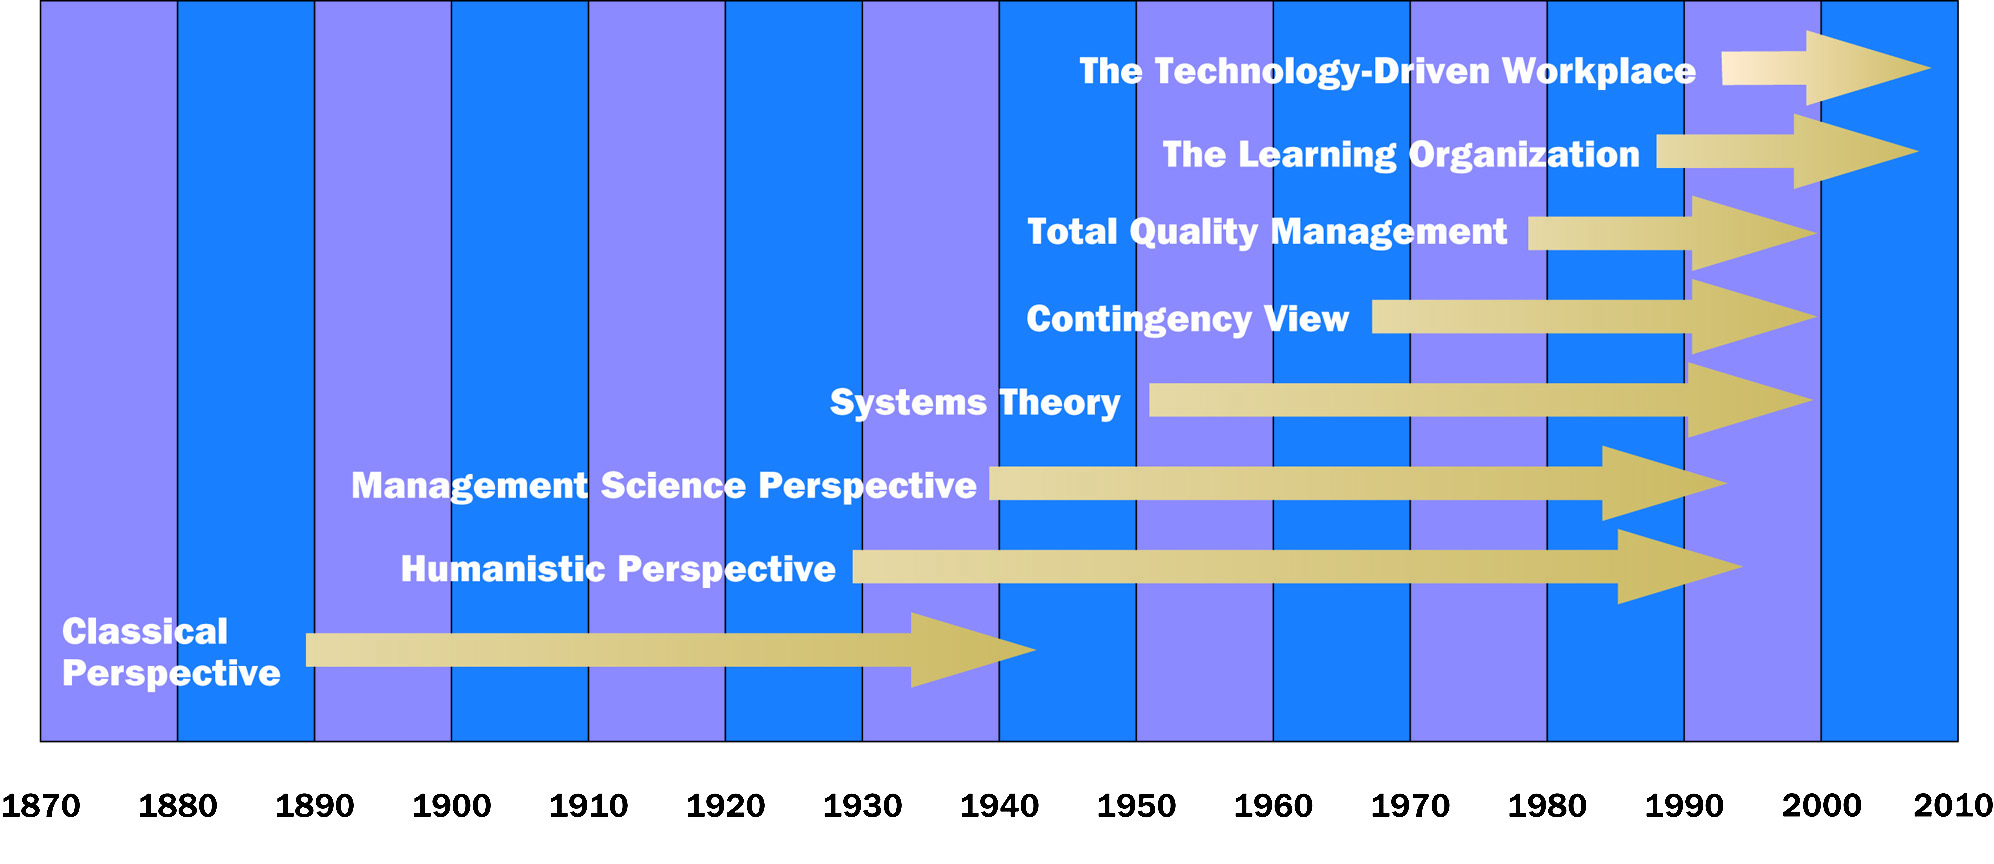 The Technology-Driven Workplace
The Learning Organization
Total Quality Management
Contingency View
Systems Theory
Management Science Perspective
Humanistic Perspective
Classical
Perspective
1870 1880 1890 1900 1910 1920 1930 1940 1950 1960 1970 1980 1990 2000 2010